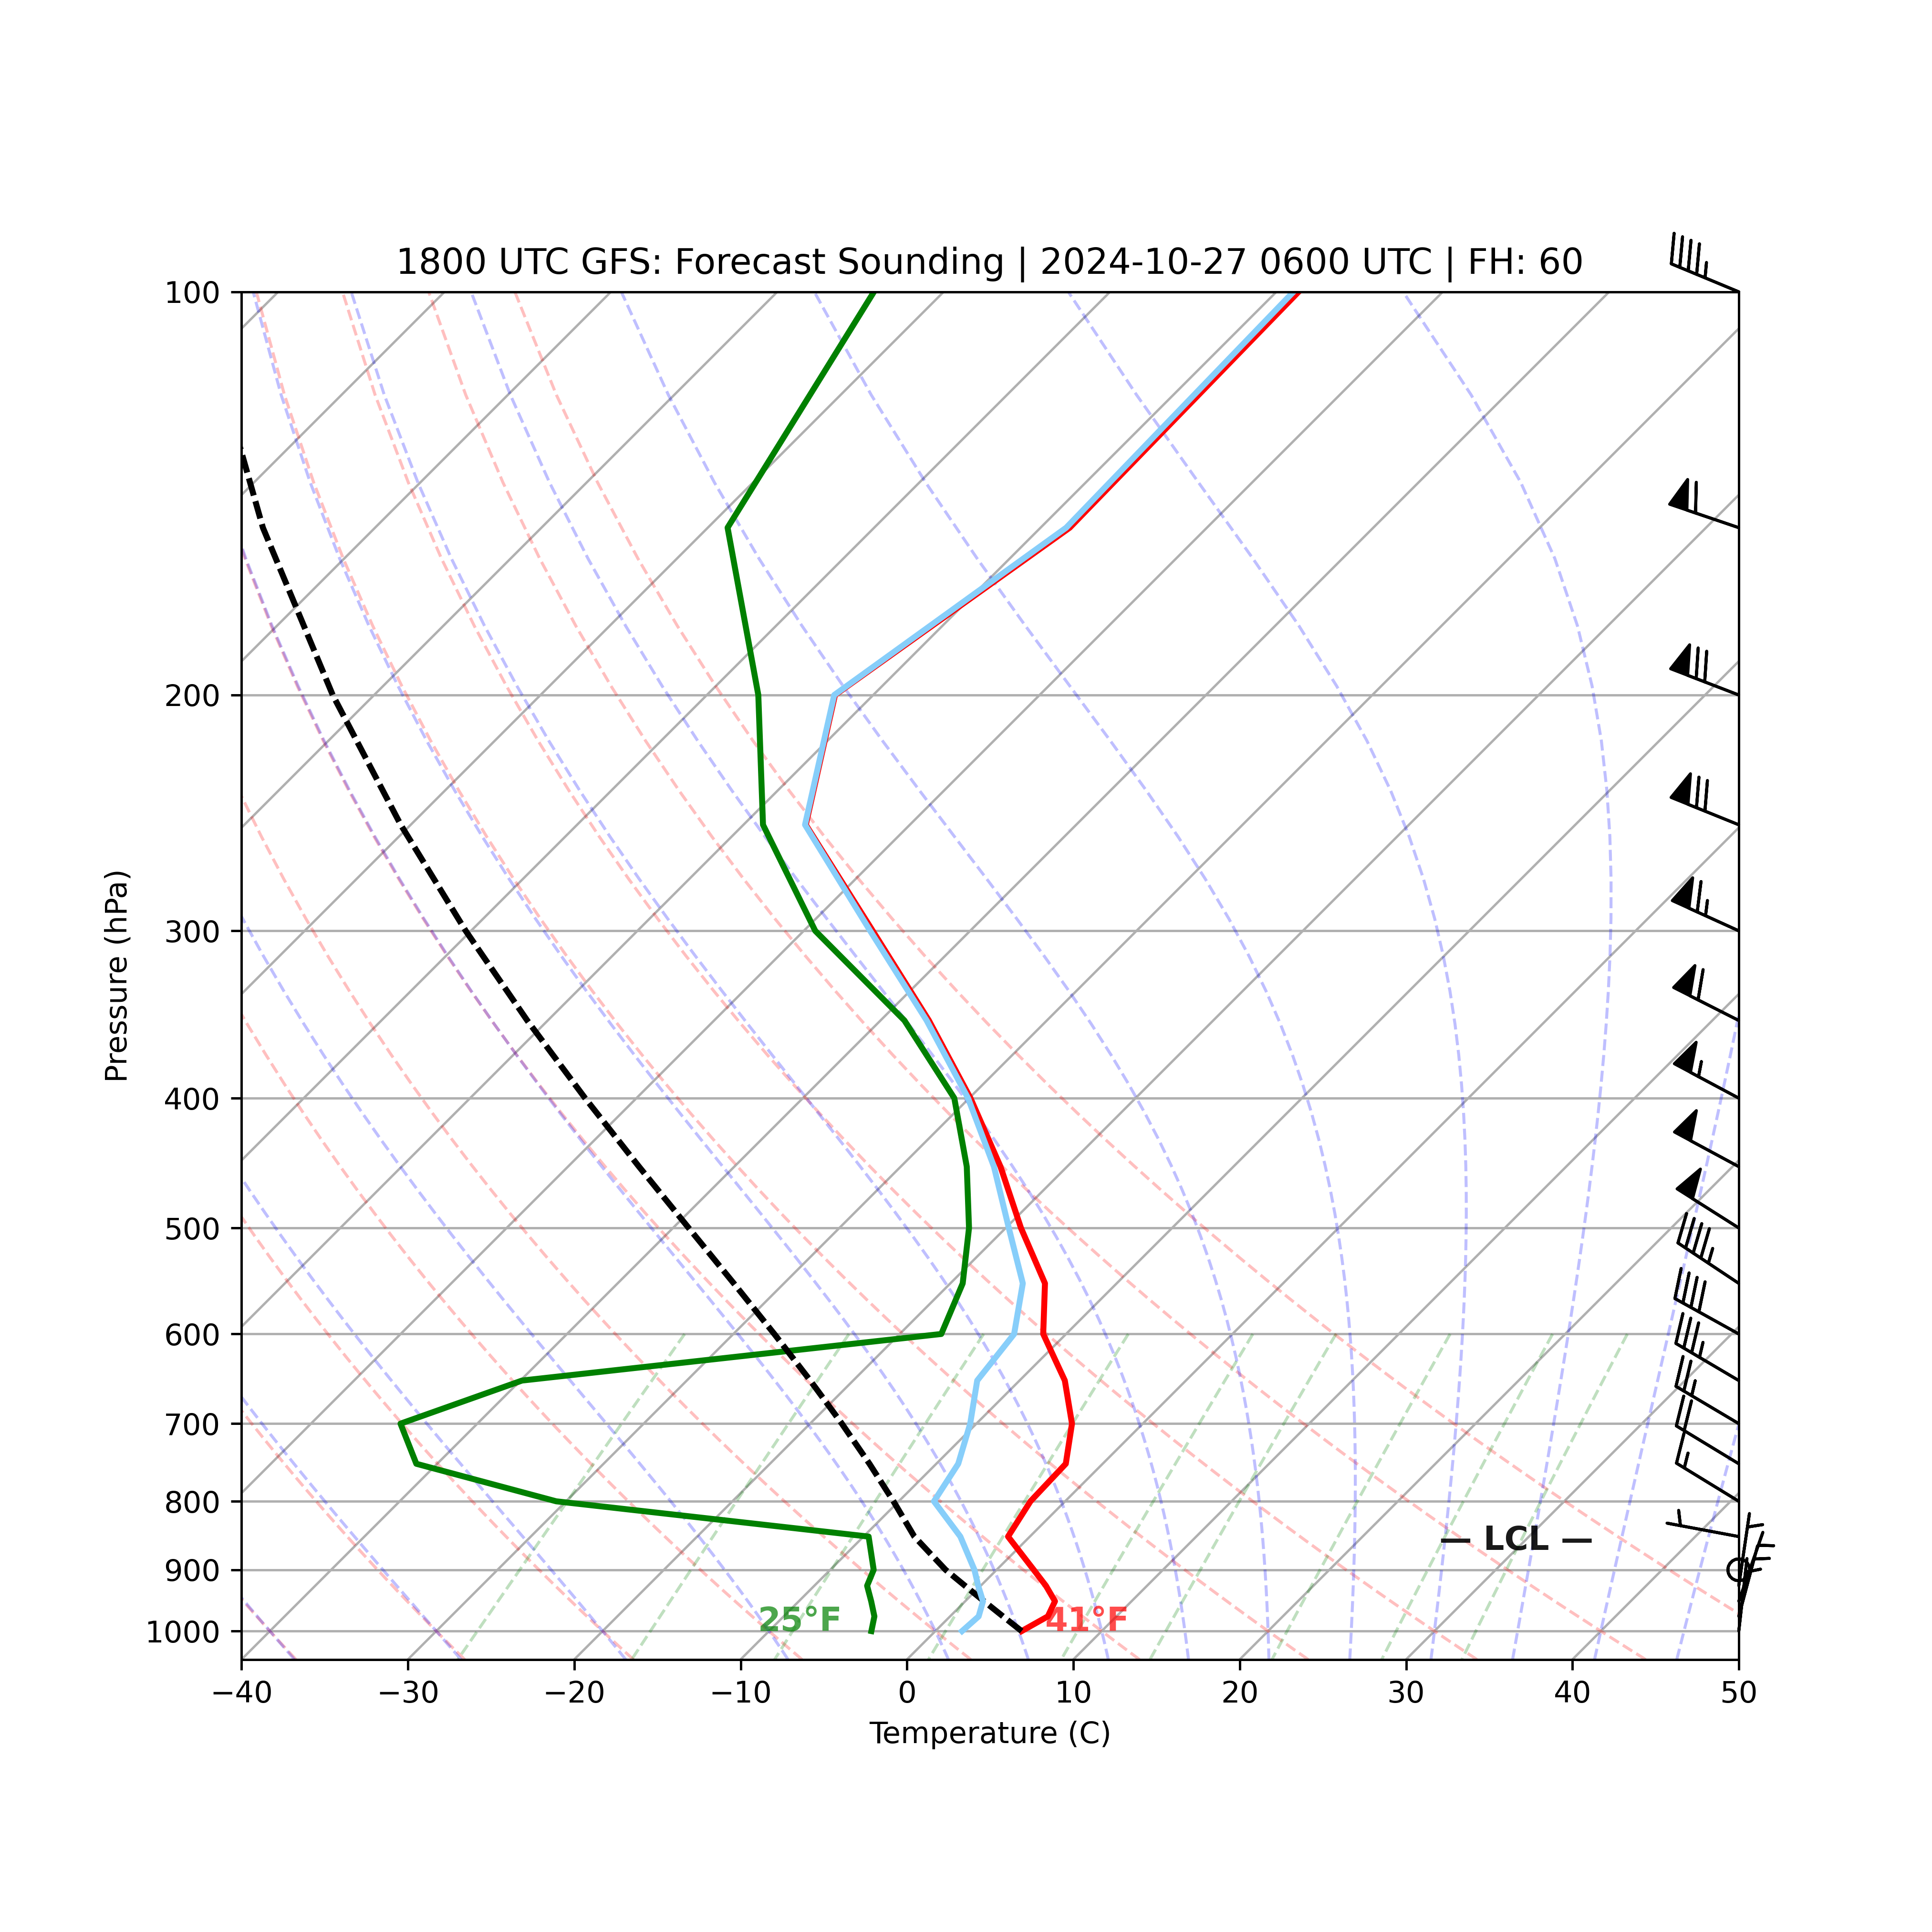 1800 UTC GFS: Forecast Sounding | 2024-10-27 0600 UTC | FH: 60
100
200
300
400
500
600
700
800
900
1000
Pressure (hPa)
— LCL —
25°F
41°F
−40 −30 −20 −10 0 10 20 30 40 50
Temperature (C)